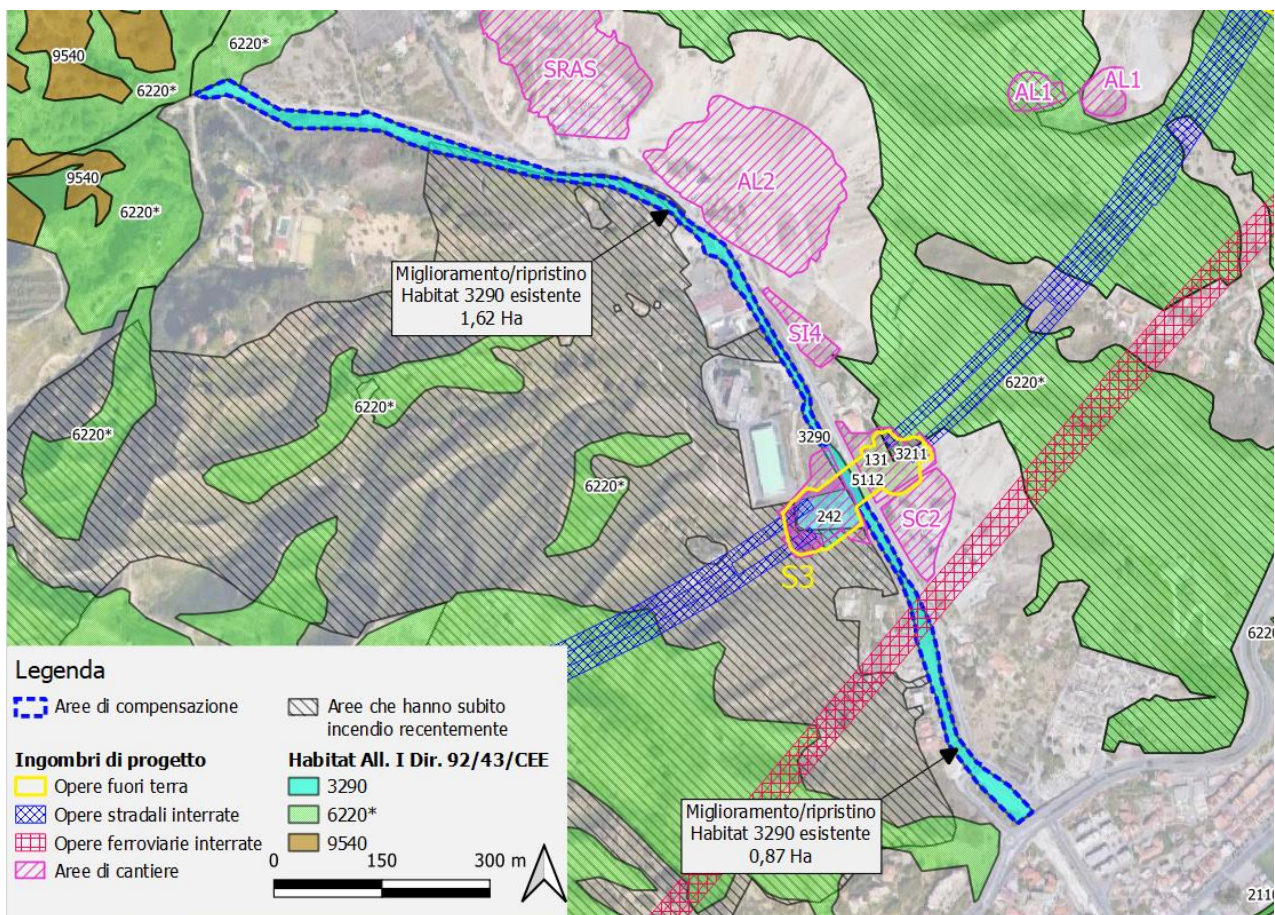 6220*
9540
6220*
9540
6220*
SRAS
AL1
AL1
AL2
Miglioramento/ripristino
Habitat 3290 esistente
1,62 Ha
SI4
6220*
6220*
6220*
6220*
3290
131
3211
5112
242
SC2
S3
6220
Miglioramento/ripristino
Habitat 3290 esistente
0,87 Ha
2110
Legenda
Aree di compensazione
Aree che hanno subito
incendio recentemente
Ingombri di progetto
Opere fuori terra
Opere stradali interrate
Opere ferroviarie interrate
Aree di cantiere
Habitat All. I Dir. 92/43/CEE
3290
6220*
9540
0 150 300 m